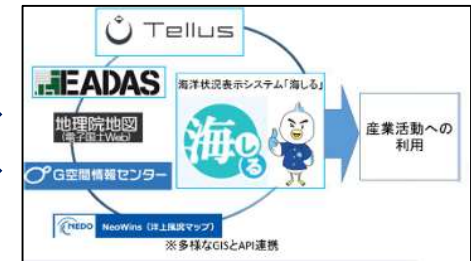 Tellus
EADAS
海洋状況表示システム「海しる」
地理院地図
(電子国土Web)
海しる
産業活動への
利用
G空間情報センター
NEDO NeoWins（洋上風況マップ）
※多様なGISとAPI連携